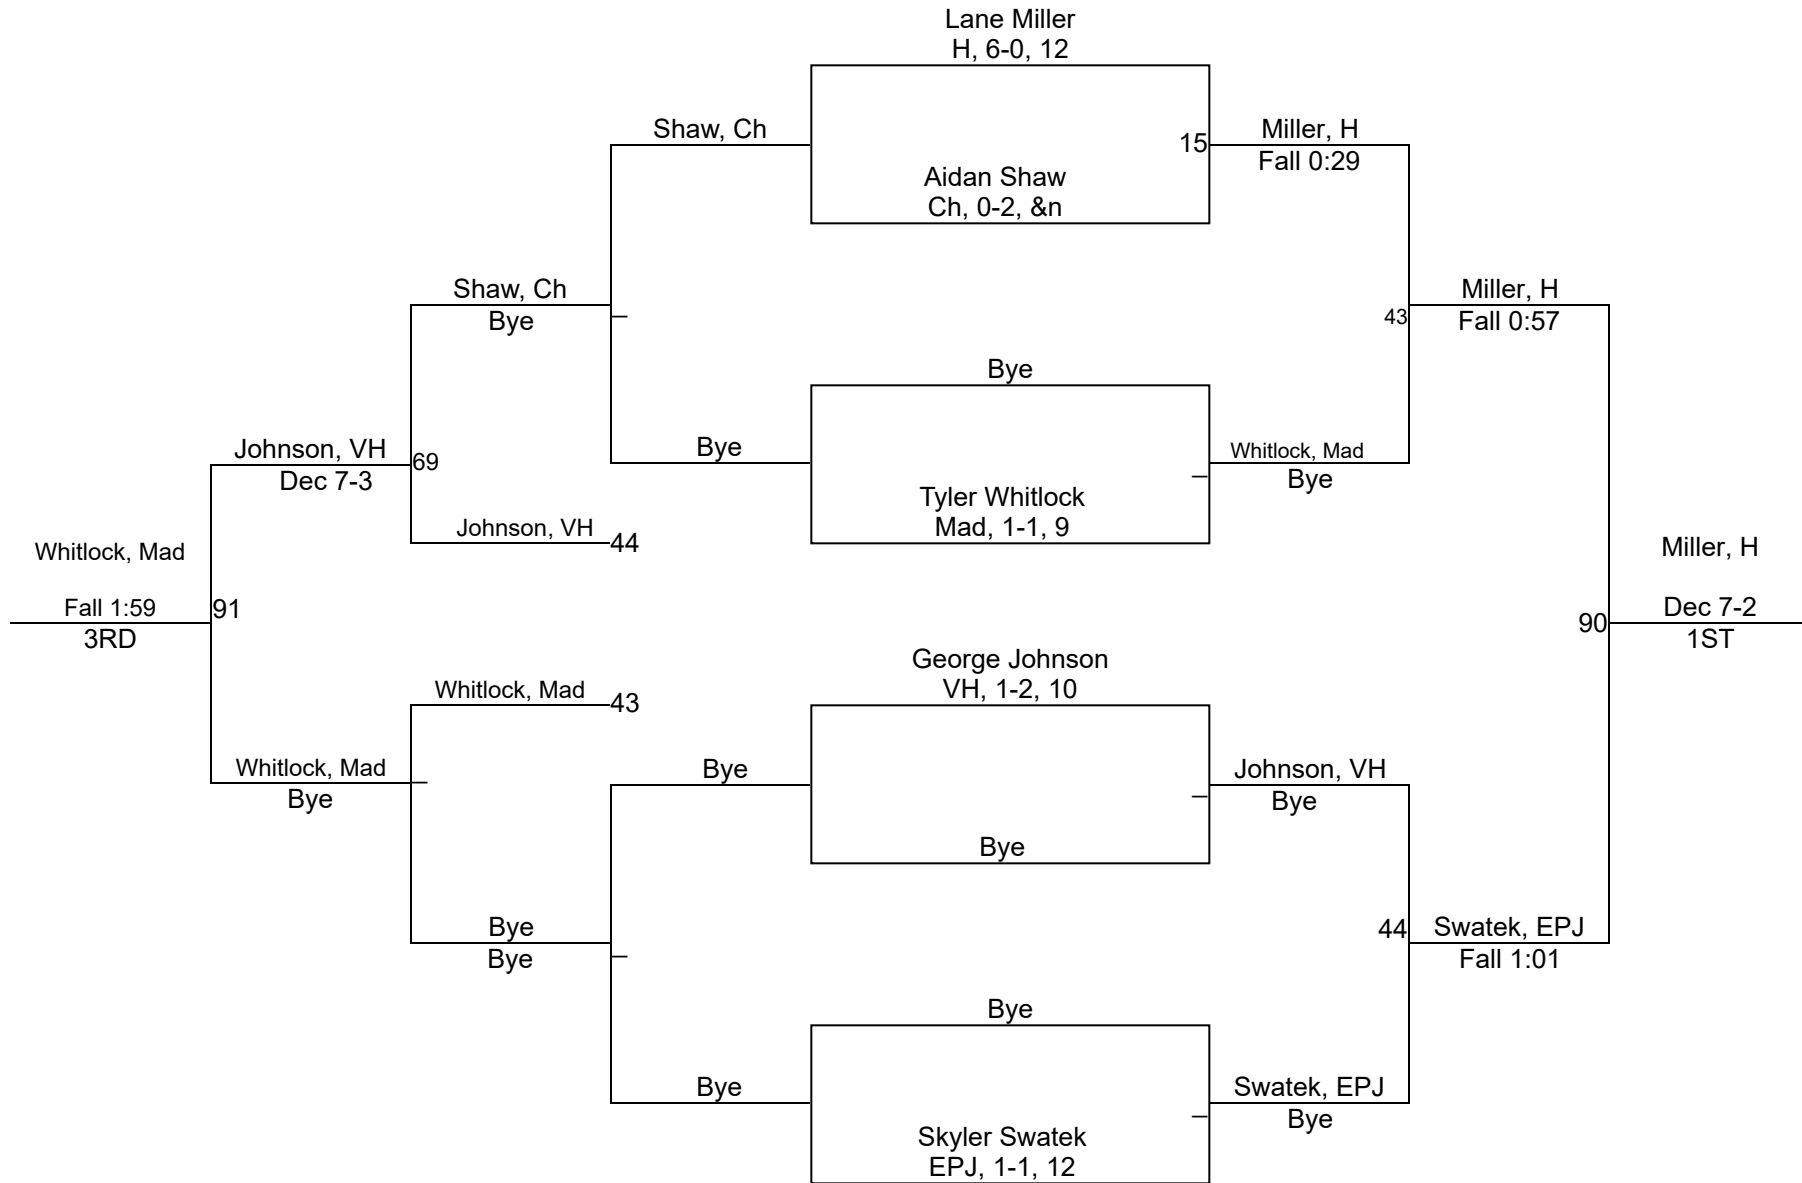 Lane Miller
H, 6-0, 12
Shaw, Ch
15
Miller, H
Fall 0:29
Aidan Shaw
Ch, 0-2, &n
Shaw, Ch
Bye
Miller, H
43
Fall 0:57
Bye
Johnson, VH
69
Dec 7-3
Bye
Whitlock, Mad
Bye
Tyler Whitlock
Mad, 1-1, 9
Johnson, VH
44
Whitlock, Mad
Fall 1:59
91
3RD
Miller, H
90
Dec 7-2
1ST
George Johnson
VH, 1-2, 10
Whitlock, Mad
43
Whitlock, Mad
Bye
Bye
Johnson, VH
Bye
Bye
Bye
Bye
44
Swatek, EPJ
Fall 1:01
Bye
Bye
Swatek, EPJ
Bye
Skyler Swatek
EPJ, 1-1, 12